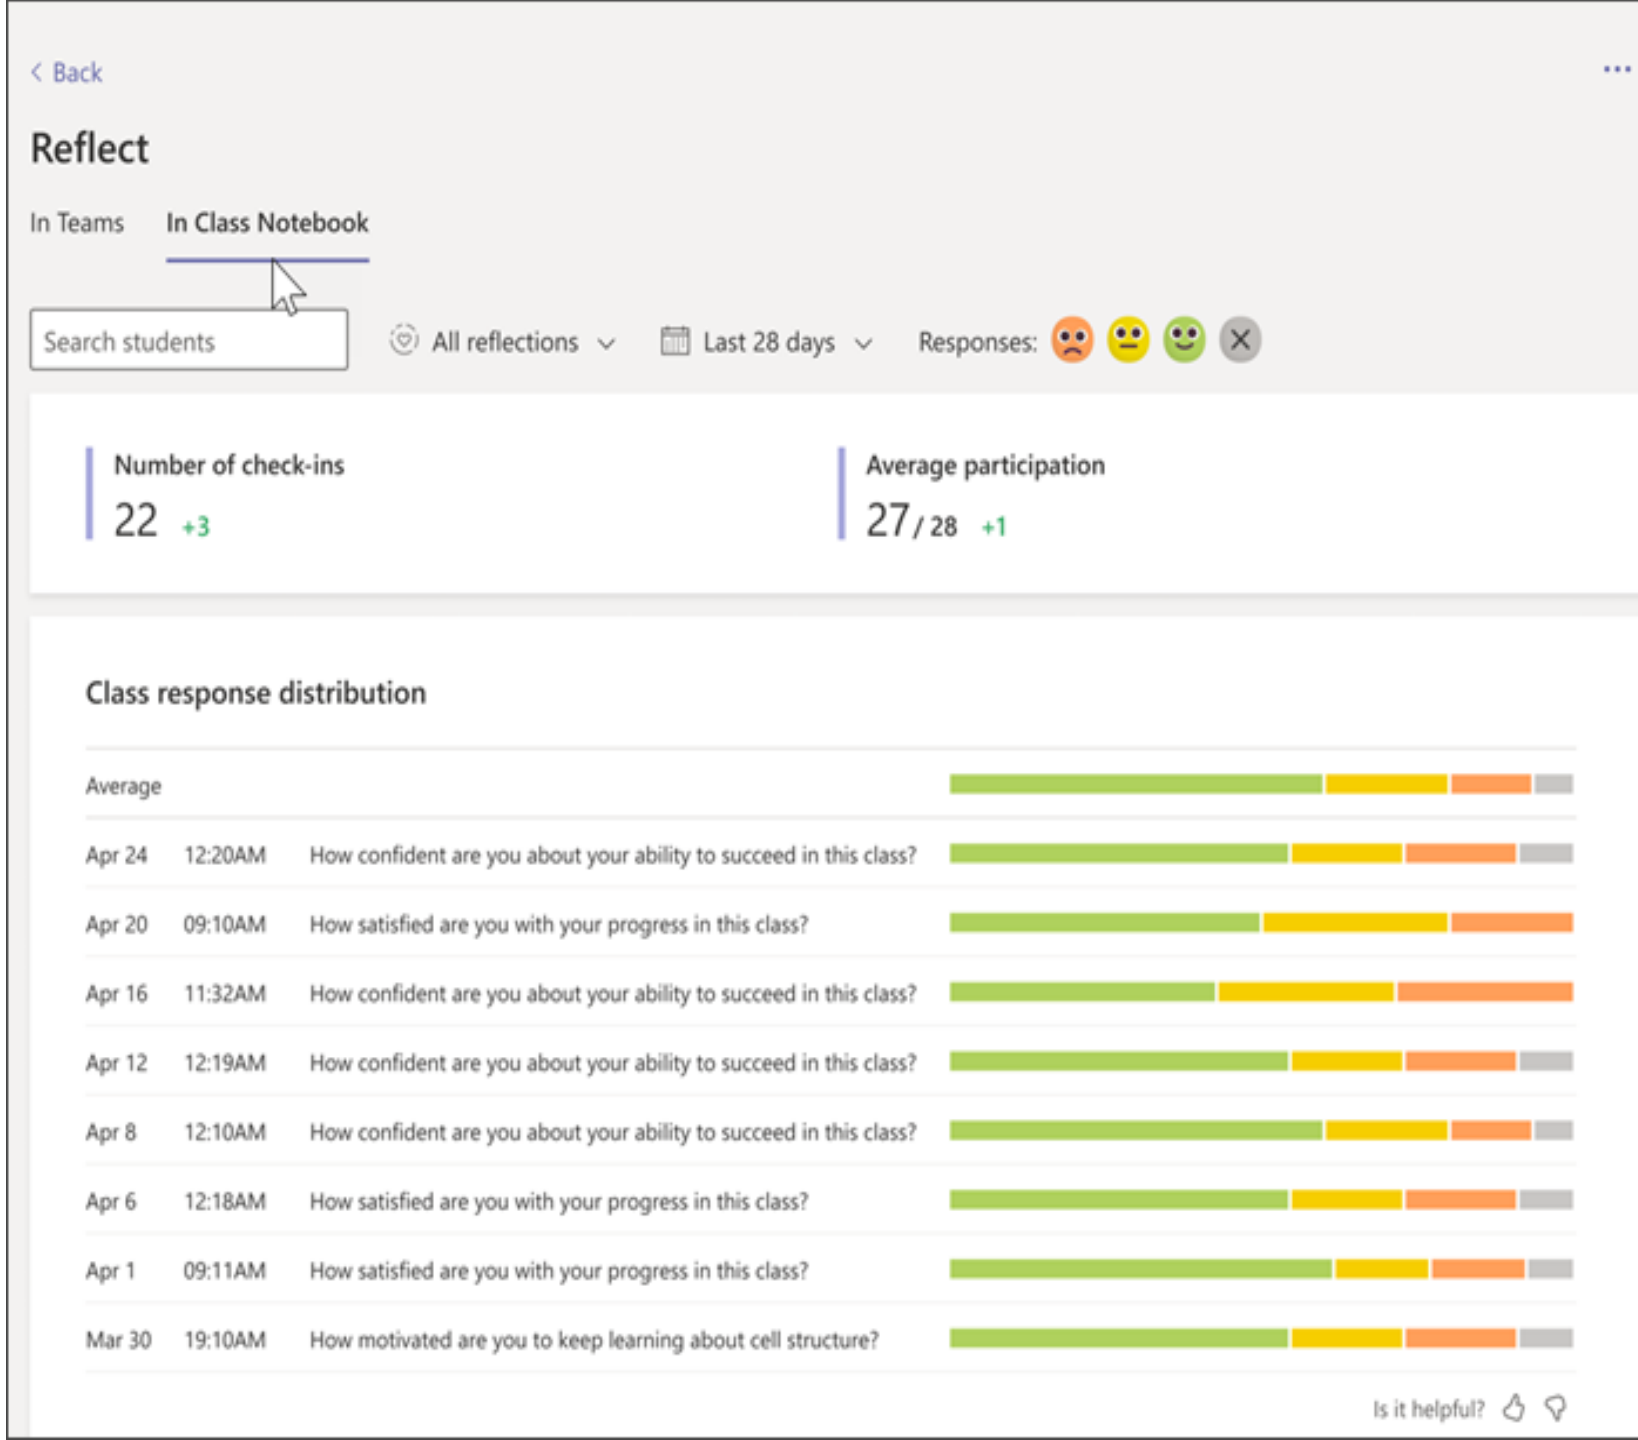 Back
Reflect
In Teams In Class Notebook
Search students All reflections Last 28 days Responses:
Number of check-ins Average participation
22 +3 27 / 28 +1
Class response distribution
Average
Apr 24 12:20AM How confident are you about your ability to succeed in this class?
Apr 20 09:10AM How satisfied are you with your progress in this class?
Apr 16 11:32AM How confident are you about your ability to succeed in this class?
Apr 12 12:19AM How confident are you about your ability to succeed in this class?
Apr 8 12:10AM How confident are you about your ability to succeed in this class?
Apr 6 12:18AM How satisfied are you with your progress in this class?
Apr 1 09:11AM How satisfied are you with your progress in this class?
Mar 30 19:10AM How motivated are you to keep learning about cell structure?
Is it helpful?